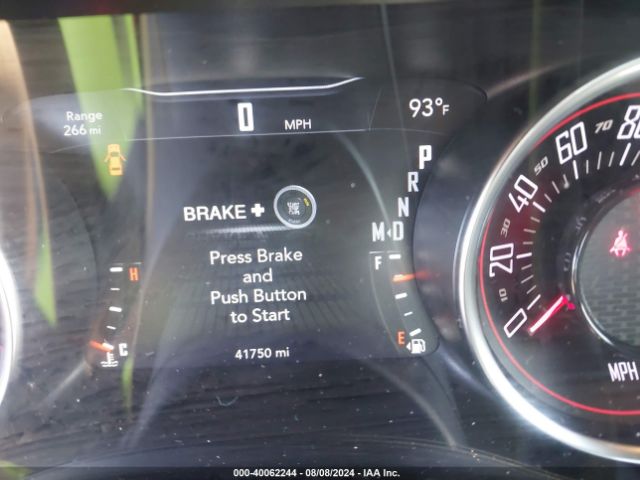 Range
266 mi
0 MPH
93°F
P
R
N
M◂D
BRAKE +
Press Brake
and
Push Button
to Start
H
C
F
E
41750 mi
0
10
20
30
40
50
60
70
80
MPH
000-40062244 - 08/08/2024 - IAA Inc.